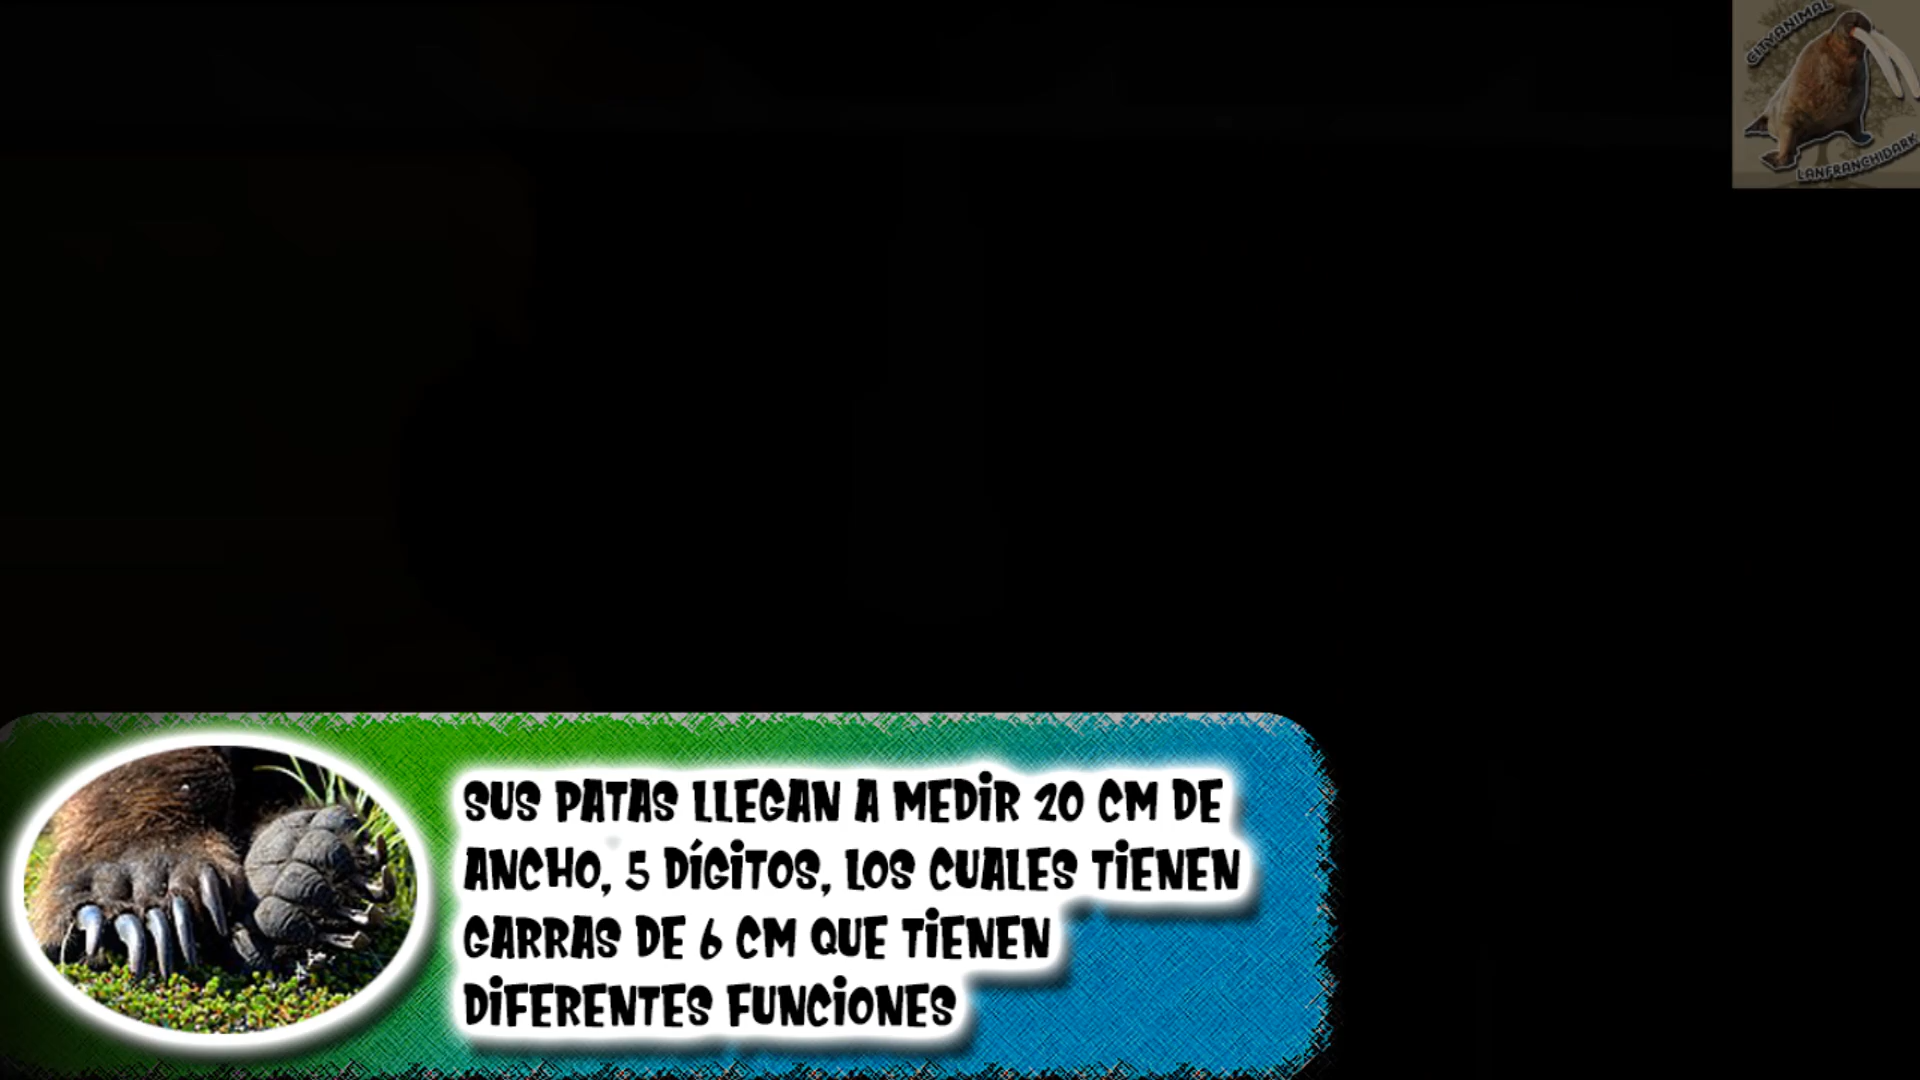 CITYANIMAL
LANFRANCHIDARK
SUS PATAS LLEGAN A MEDIR 20 CM DE
ANCHO, 5 DÍGITOS, LOS CUALES TIENEN
GARRAS DE 6 CM QUE TIENEN
DIFERENTES FUNCIONES